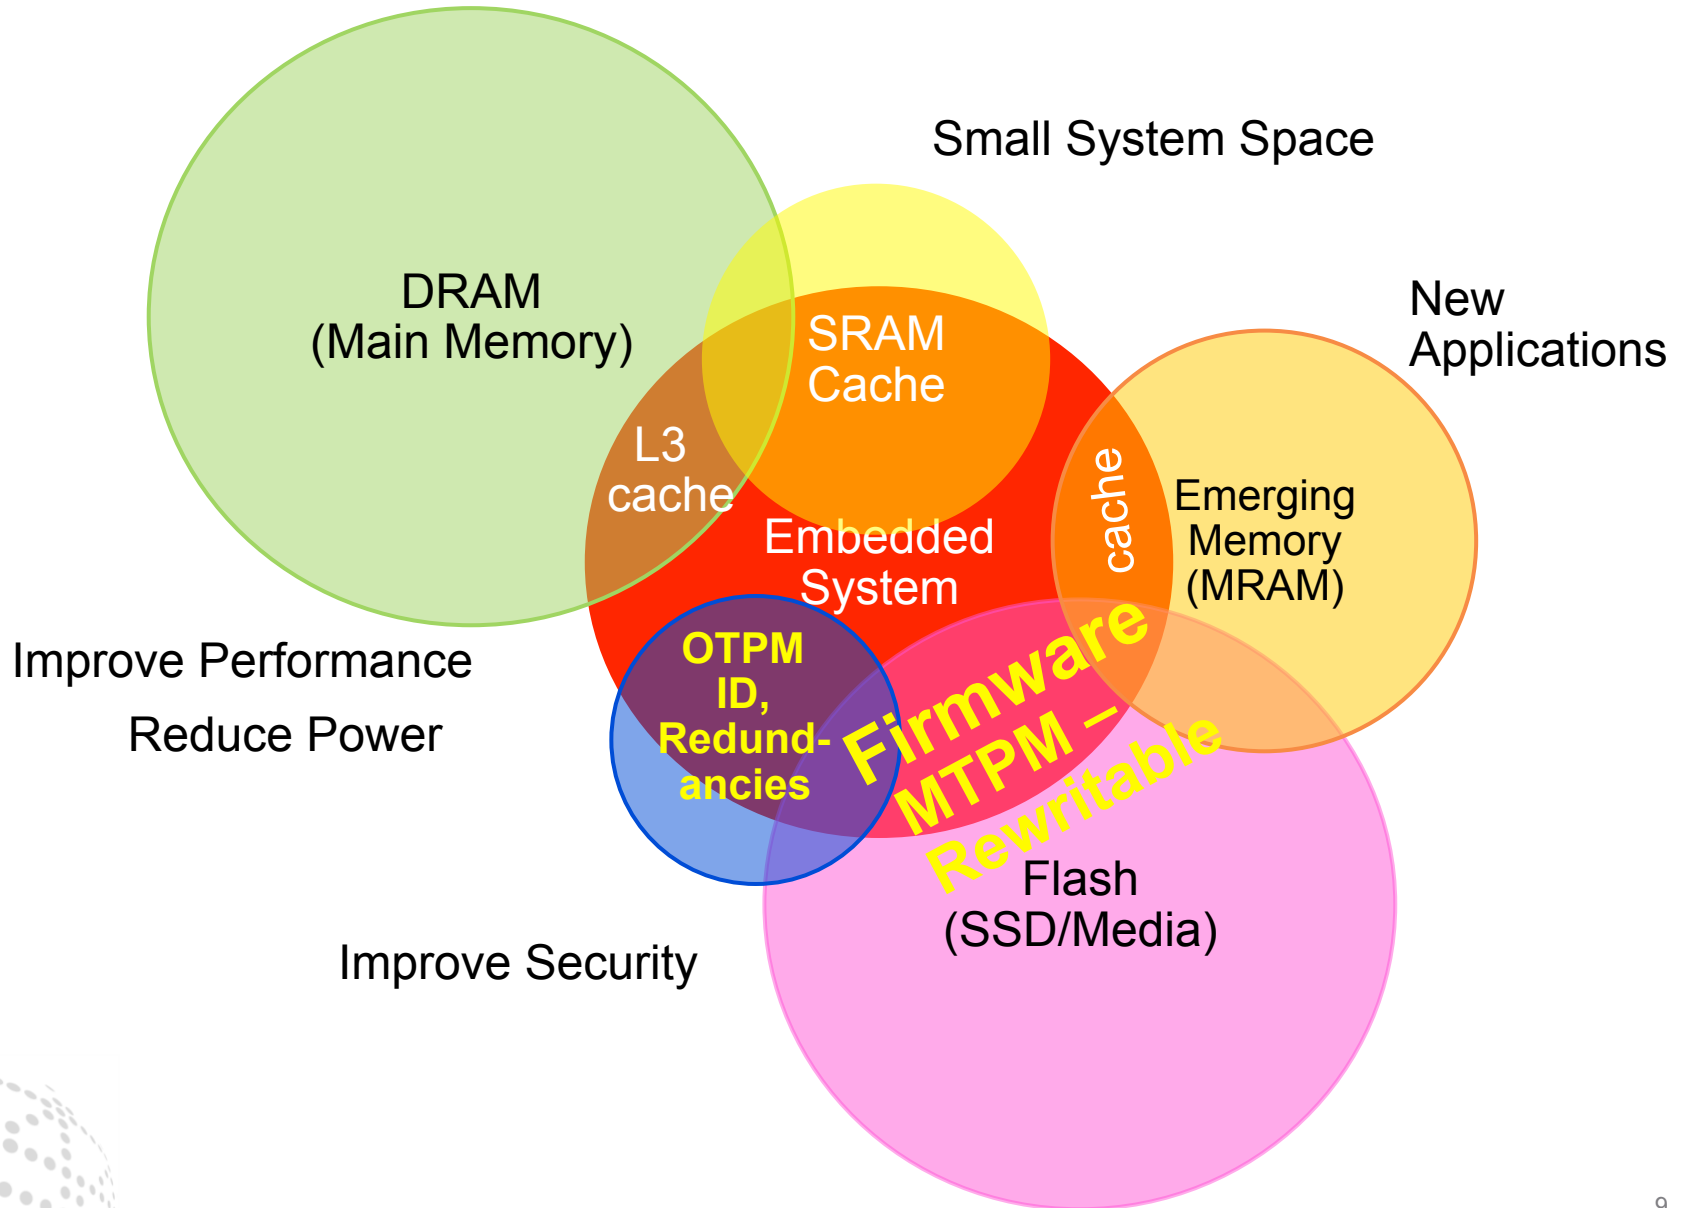 Small System Space
DRAM
(Main Memory)
SRAM
Cache
New
Applications
L3
cache
cache
Emerging
Memory
(MRAM)
Embedded
System
Improve Performance
Reduce Power
OTPM
ID,
Redund-
ancies
Firmware
MTPM –
Rewritable
Flash
(SSD/Media)
Improve Security
9